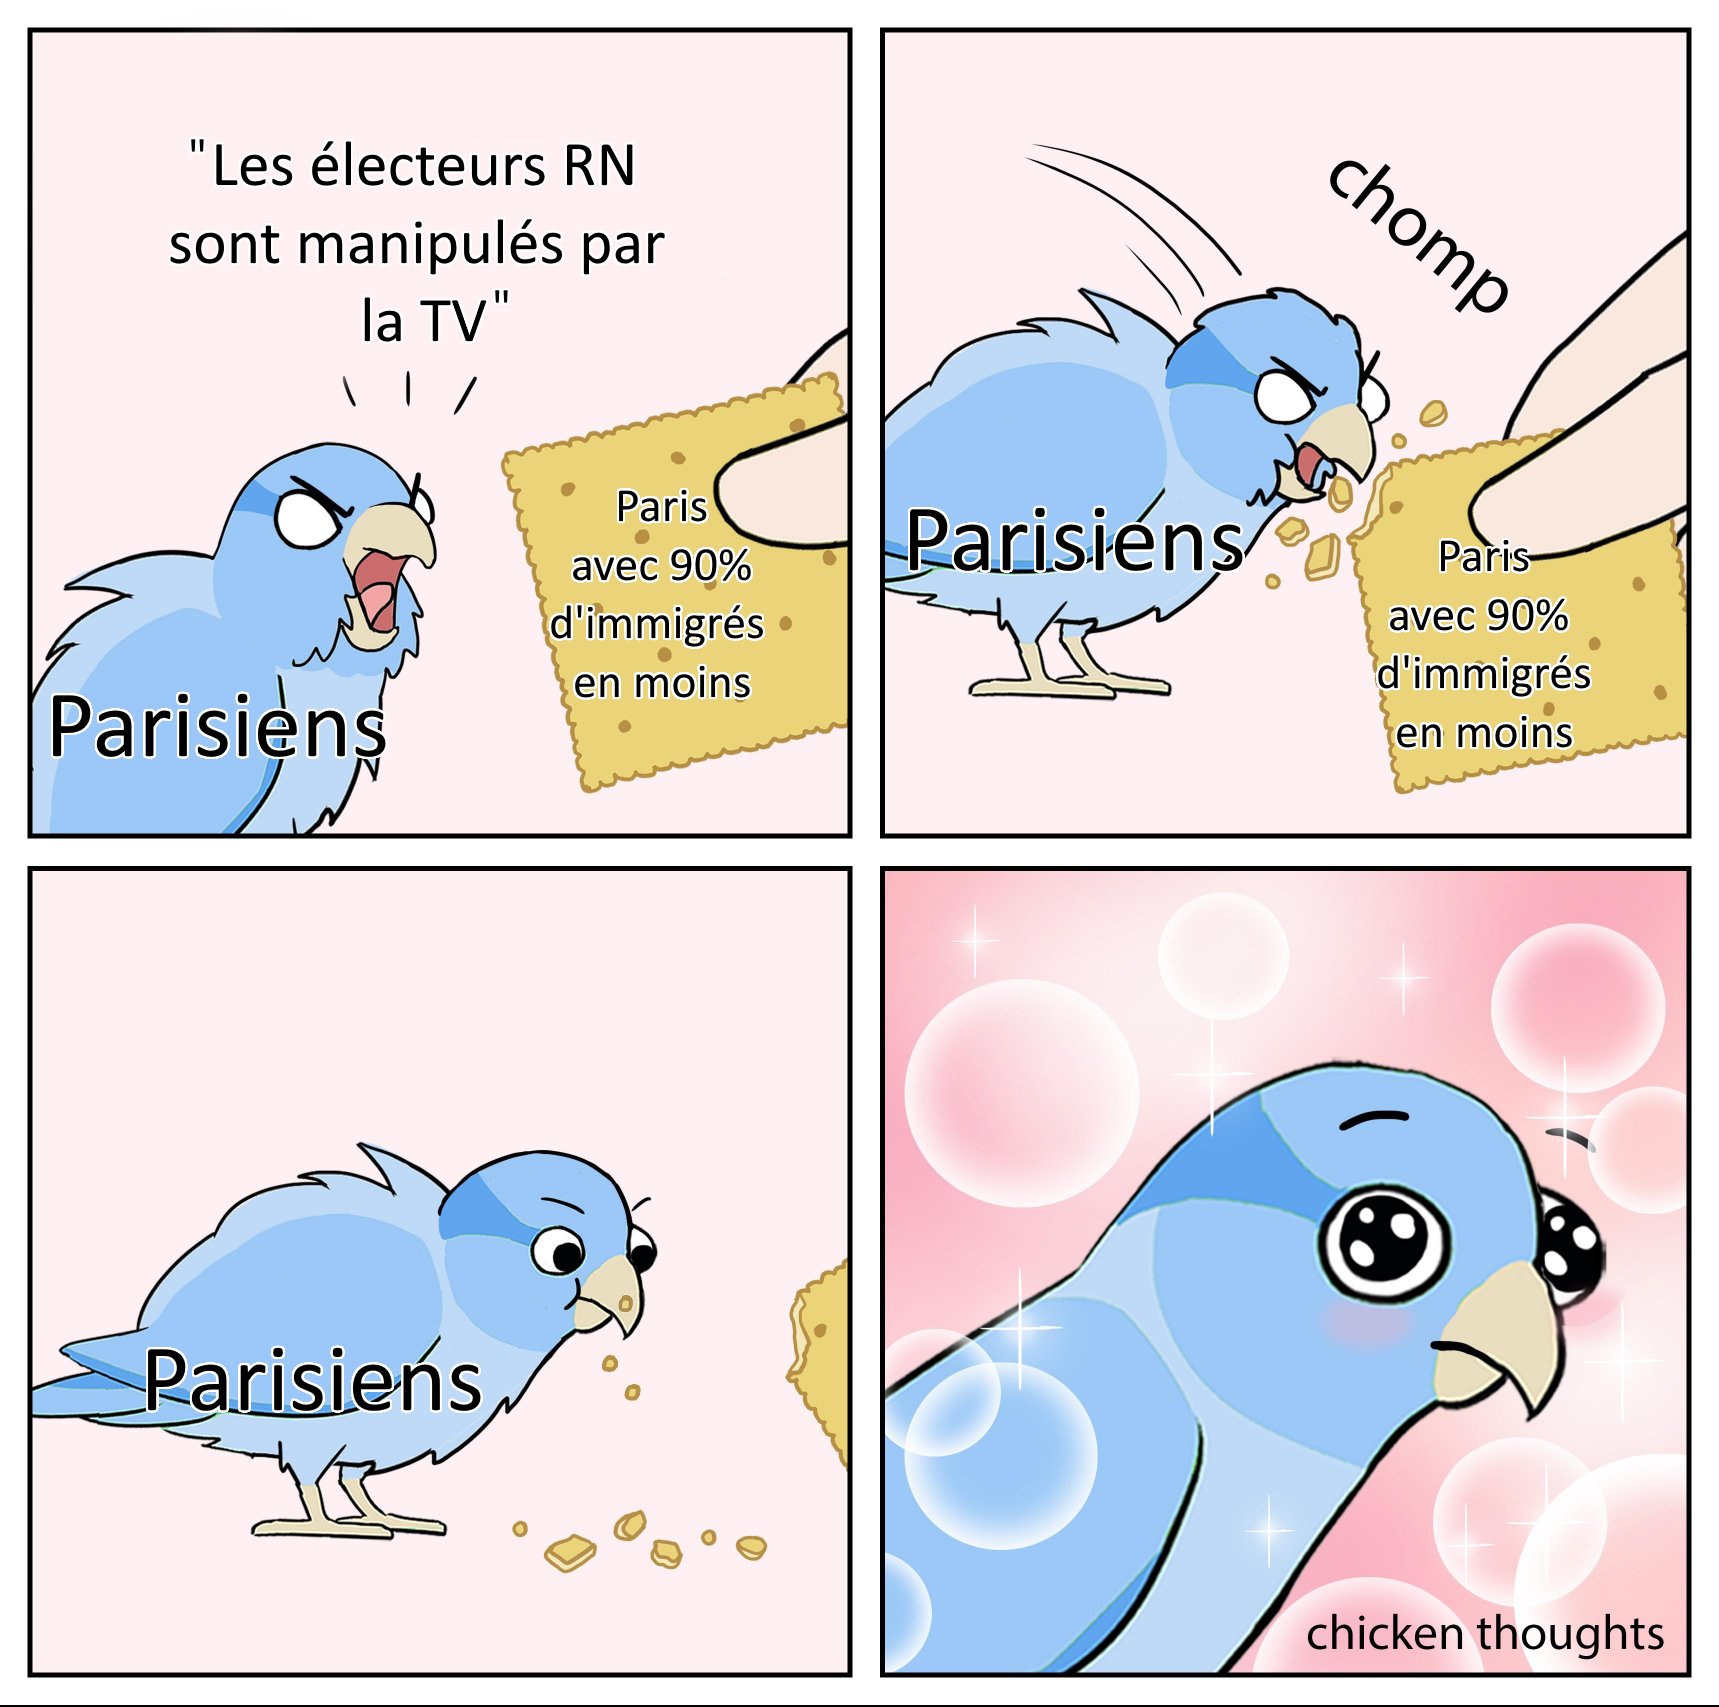 "Les électeurs RN
sont manipulés par
la TV"
Paris
avec 90%
d'immigrés
en moins
Parisiens
chomp
Parisiens
Paris
avec 90%
d'immigrés
en moins
Parisiens
chicken thoughts